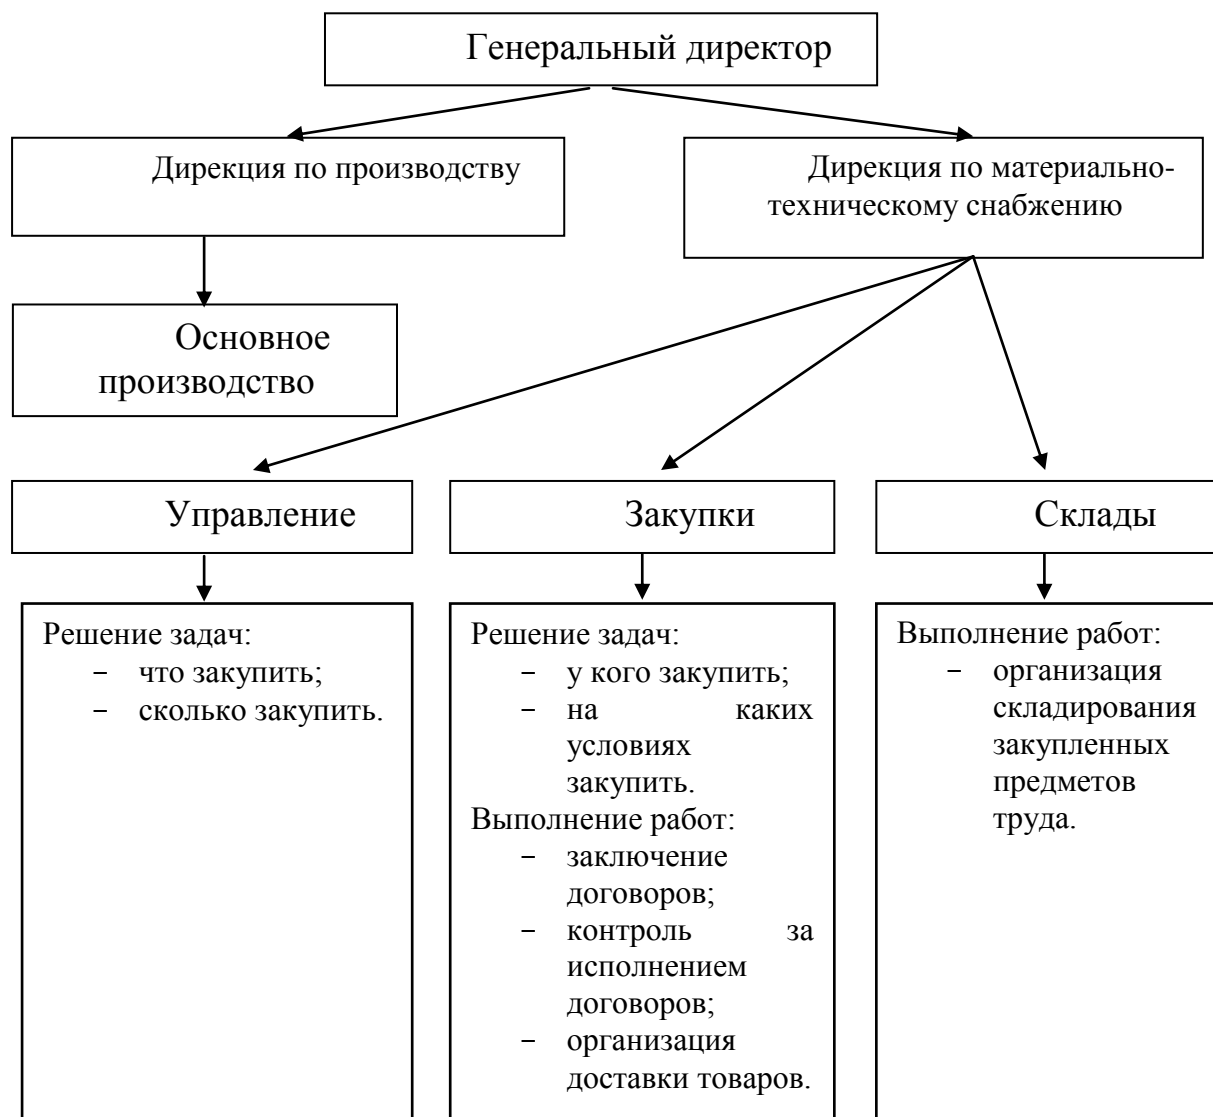 Генеральный директор
Дирекция по производству
Дирекция по материально-
техническому снабжению
Основное
производство
Управление
Закупки
Склады
Решение задач:
- что закупить;
- сколько закупить.
Решение задач:
- у кого закупить;
- на каких
условиях
закупить.
Выполнение работ:
- заключение
договоров;
- контроль за
исполнением
договоров;
- организация
доставки товаров.
Выполнение работ:
- организация
складирования
закупленных
предметов
труда.